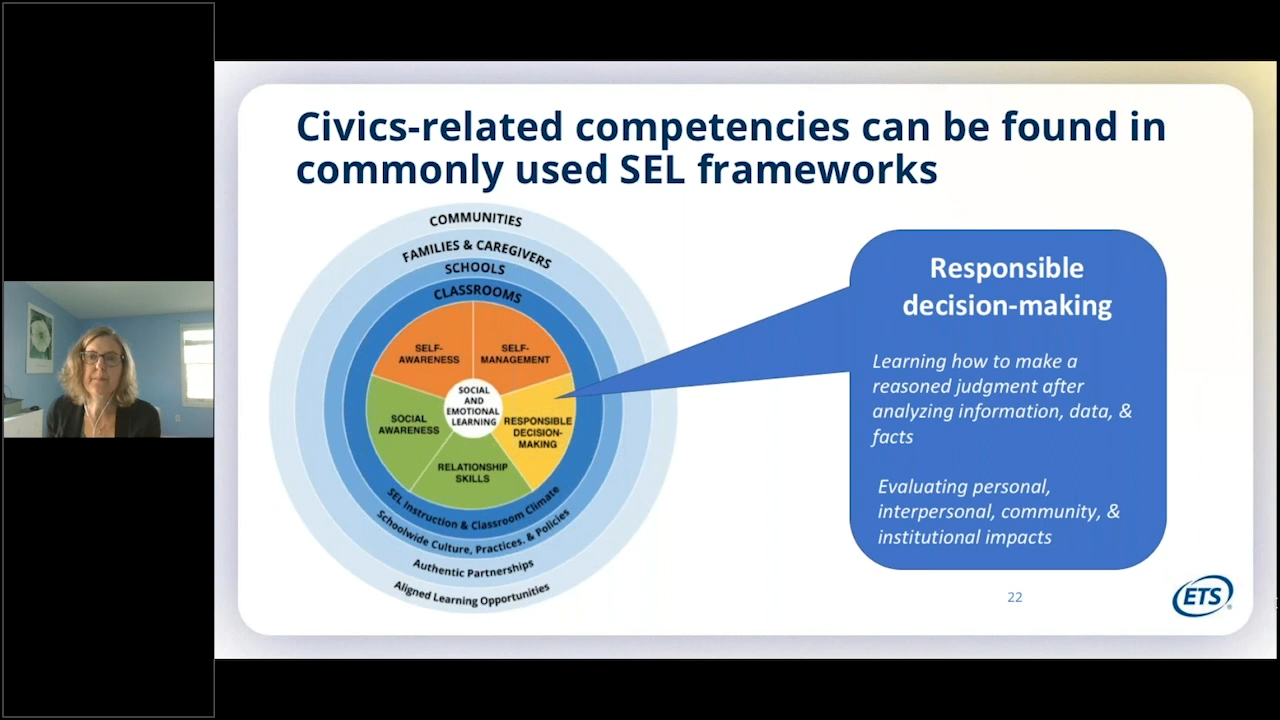 Civics-related competencies can be found in
commonly used SEL frameworks
COMMUNITIES
FAMILIES & CAREGIVERS
SCHOOLS
CLASSROOMS
SELF-
AWARENESS
SELF-
MANAGEMENT
SOCIAL
AND
EMOTIONAL
LEARNING
SOCIAL
AWARENESS
RESPONSIBLE
DECISION-
MAKING
RELATIONSHIP
SKILLS
SEL Instruction & Classroom Climate
Schoolwide Culture, Practices, & Policies
Authentic Partnerships
Aligned Learning Opportunities
Responsible
decision-making
Learning how to make a
reasoned judgment after
analyzing information, data, &
facts
Evaluating personal,
interpersonal, community, &
institutional impacts
22
ETS®